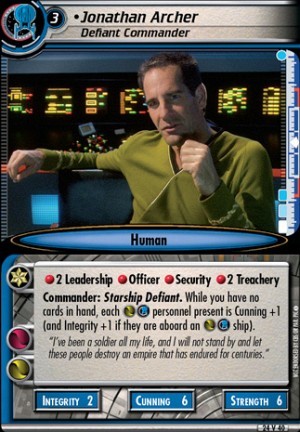 3
•Jonathan Archer
Defiant Commander
Human
2 Leadership Officer Security 2 Treachery
Commander: Starship Defiant. While you have
no cards in hand, each personnel present is Cunning +1
(and Integrity +1 if they are aboard an ship).
"I've been a soldier all my life, and I will not stand by and let
these people destroy an empire that has endured for centuries."
INTEGRITY 2
CUNNING 6
STRENGTH 6
24 V 46